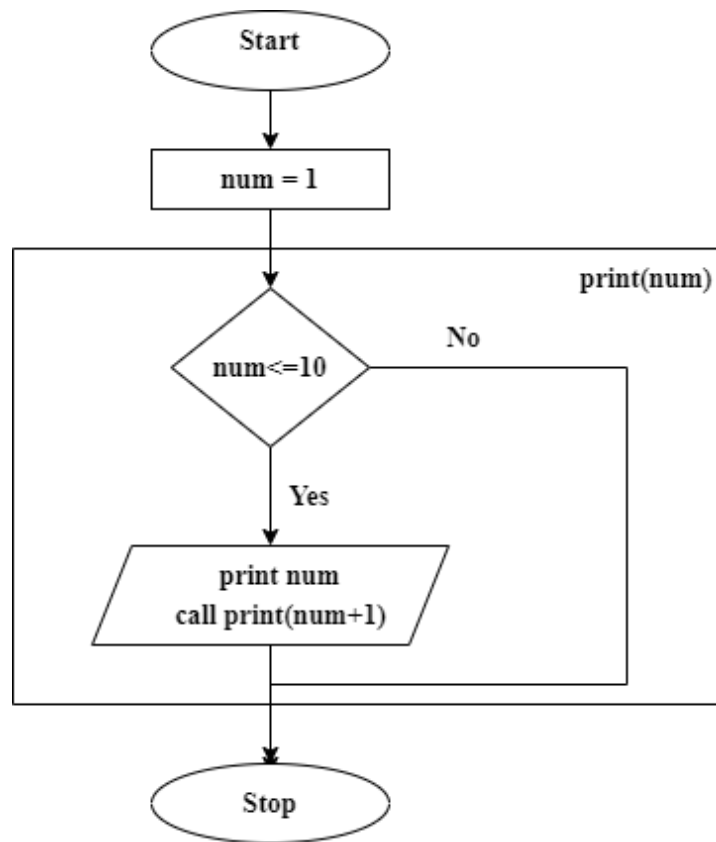 Start
num = 1
print(num)
num<=10
No
Yes
print num
call print(num+1)
Stop